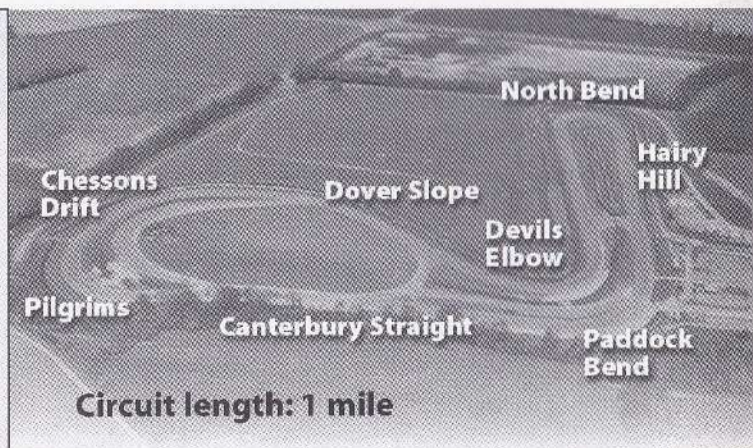 North Bend
Hairy
Hill
Chessons
Drift
Dover Slope
Devils
Elbow
Pilgrims
Canterbury Straight
Paddock
Bend
Circuit length: 1 mile